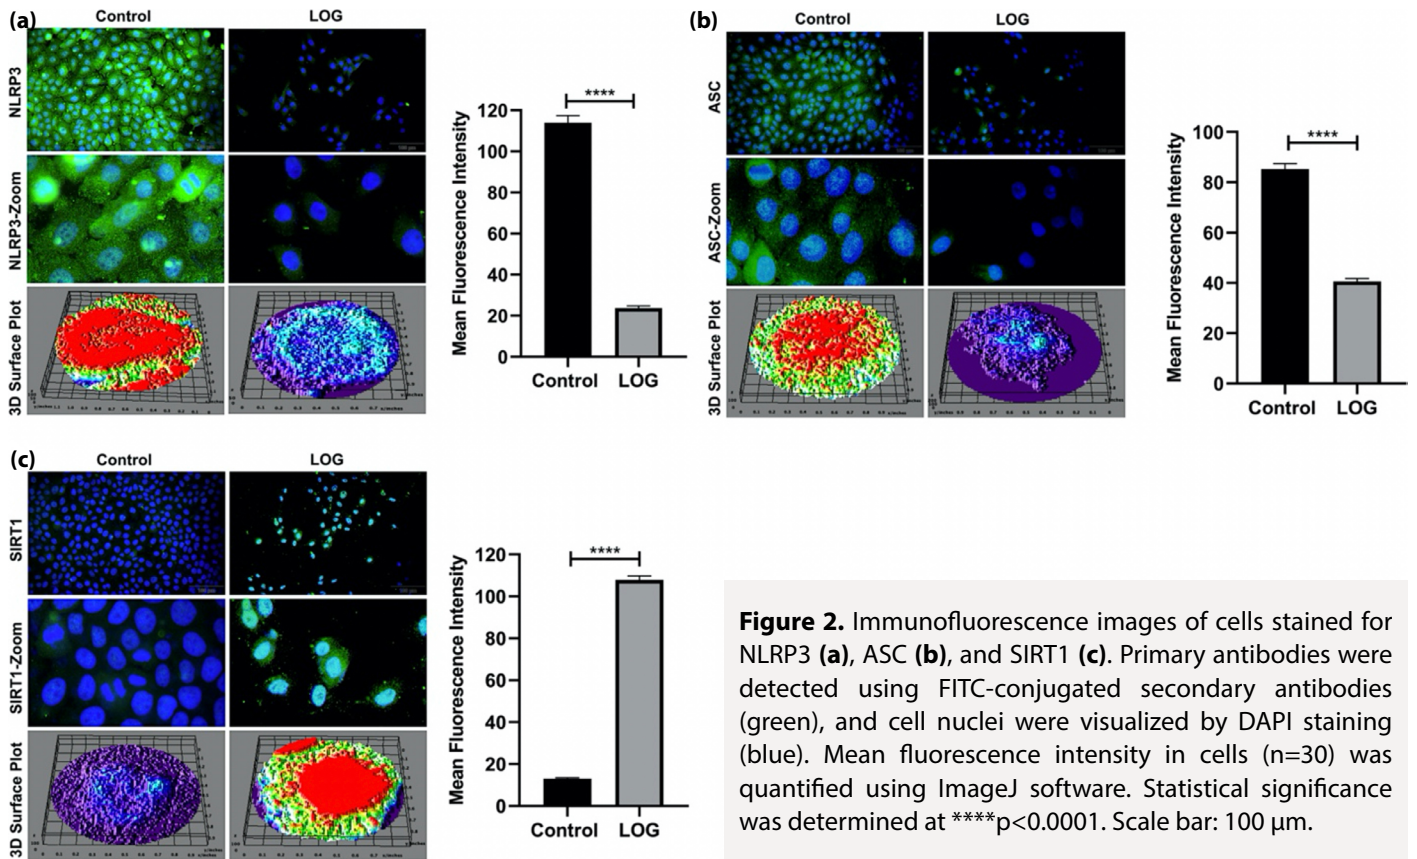 (a)
Control LOG
NLRP3
NLRP3-Zoom
3D Surface Plot
Mean Fluorescence Intensity
120
100
80
60
40
20
0
****
Control LOG
(b)
Control LOG
ASC
ASC-Zoom
3D Surface Plot
Mean Fluorescence Intensity
100
80
60
40
20
0
****
Control LOG
(c)
Control LOG
SIRT1
SIRT1-Zoom
3D Surface Plot
Mean Fluorescence Intensity
120
100
80
60
40
20
0
****
Control LOG
Figure 2. Immunofluorescence images of cells stained for
NLRP3 (a), ASC (b), and SIRT1 (c). Primary antibodies were
detected using FITC-conjugated secondary antibodies
(green), and cell nuclei were visualized by DAPI staining
(blue). Mean fluorescence intensity in cells (n=30) was
quantified using ImageJ software. Statistical significance
was determined at ****p<0.0001. Scale bar: 100 µm.